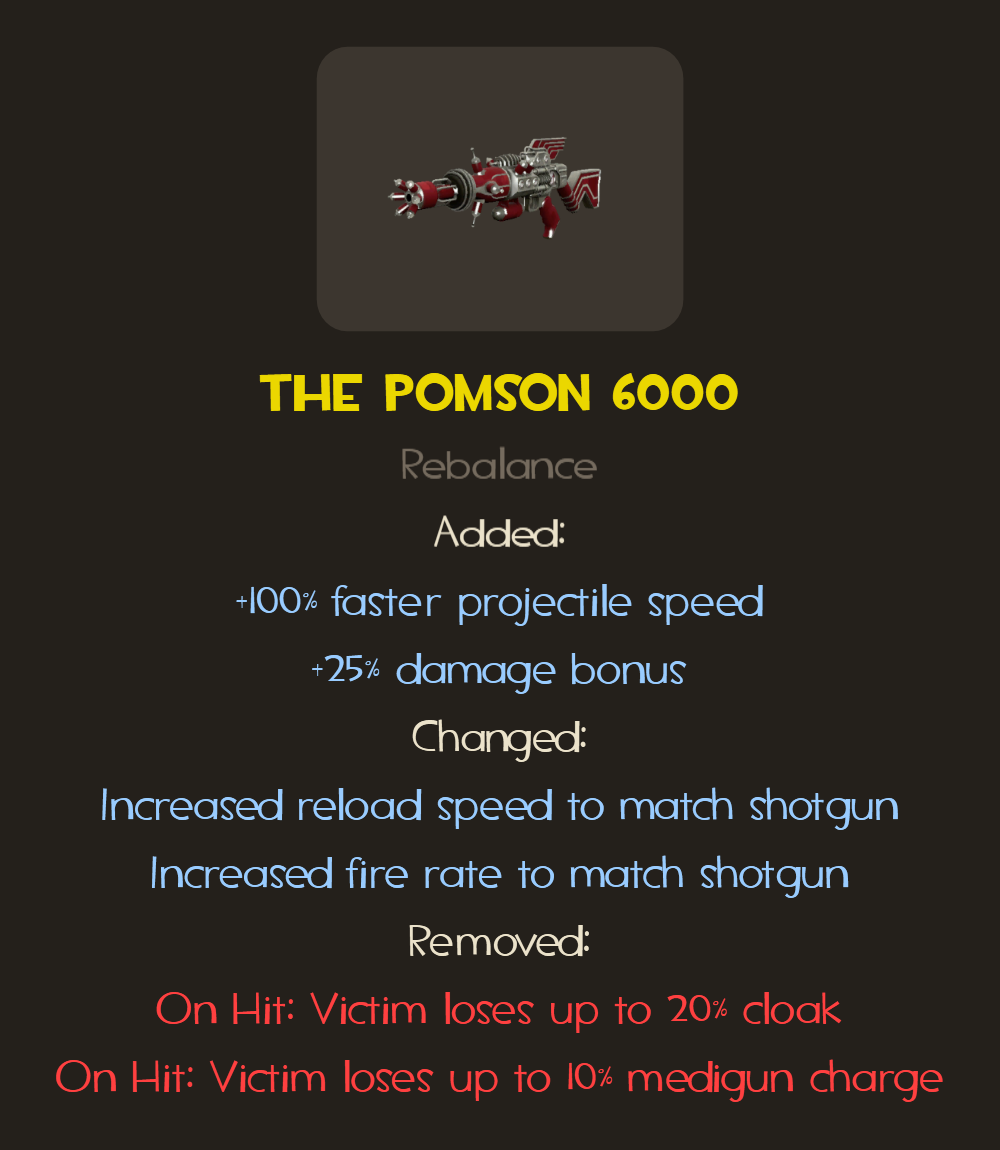 THE POMSON 6000
Rebalance
Added:
+100% faster projectile speed
+25% damage bonus
Changed:
Increased reload speed to match shotgun
Increased fire rate to match shotgun
Removed:
On Hit: Victim loses up to 20% cloak
On Hit: Victim loses up to 10% medigun charge